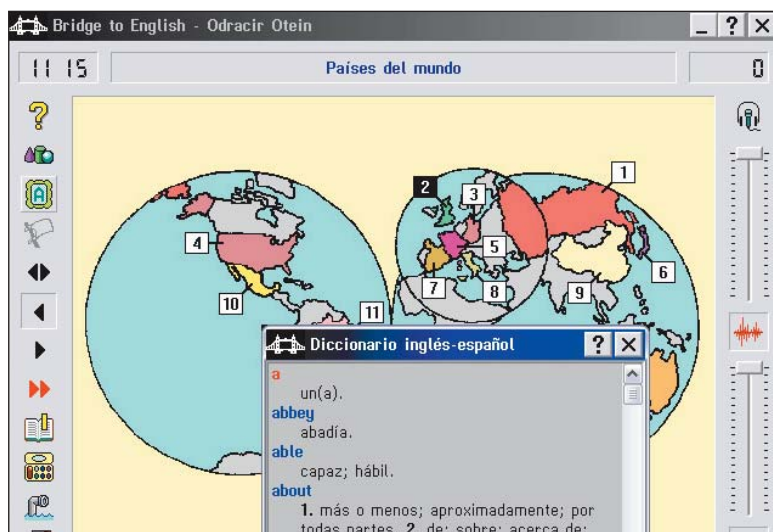 Bridge to English - Odracir Otein
11 15
Países del mundo
0
1
2
3
4
5
6
7
8
9
10
11
Diccionario inglés-español
a
un(a).
abbey
abadía.
able
capaz; hábil.
about
1. más o menos; aproximadamente; por
todas partes. 2. de; sobre; acerca de;